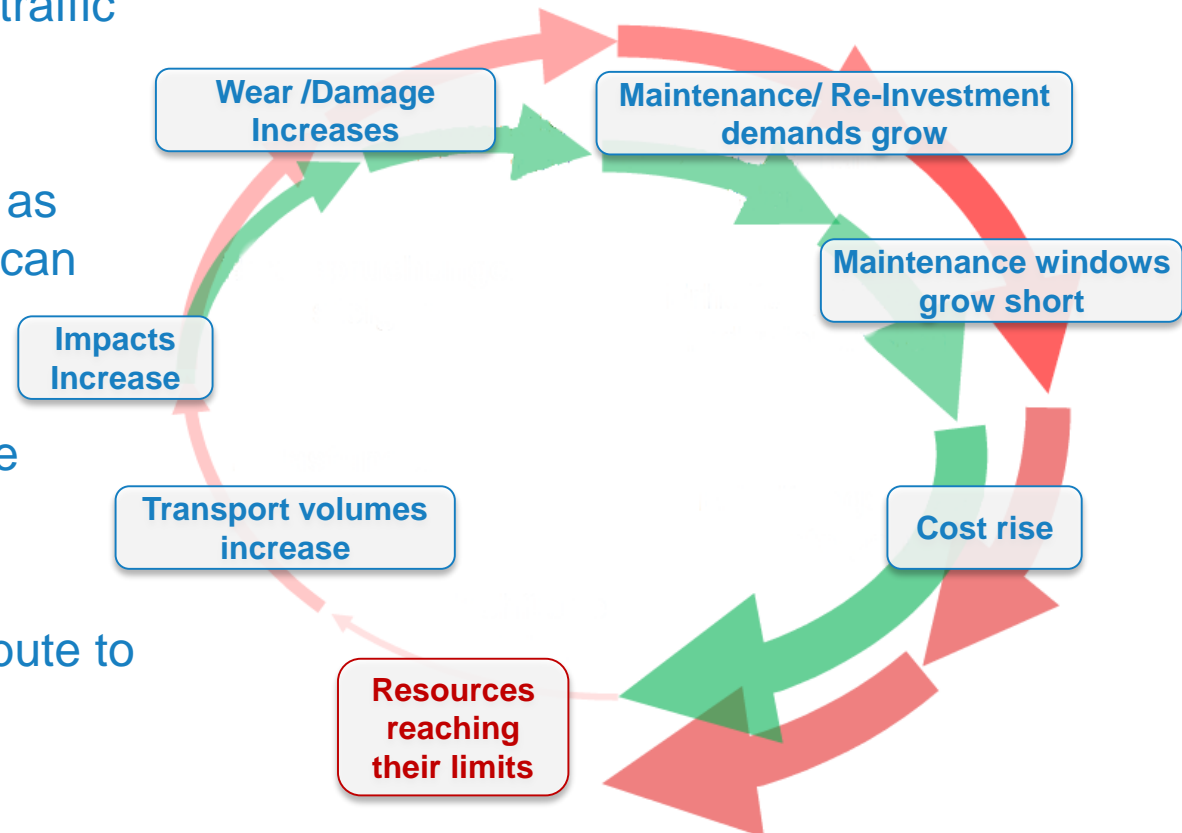 traffic
Wear /Damage
Increases
Maintenance/ Re-Investment
demands grow
as
can
Maintenance windows
grow short
Impacts
Increase
e
Transport volumes
increase
Cost rise
oute to
Resources
reaching
their limits